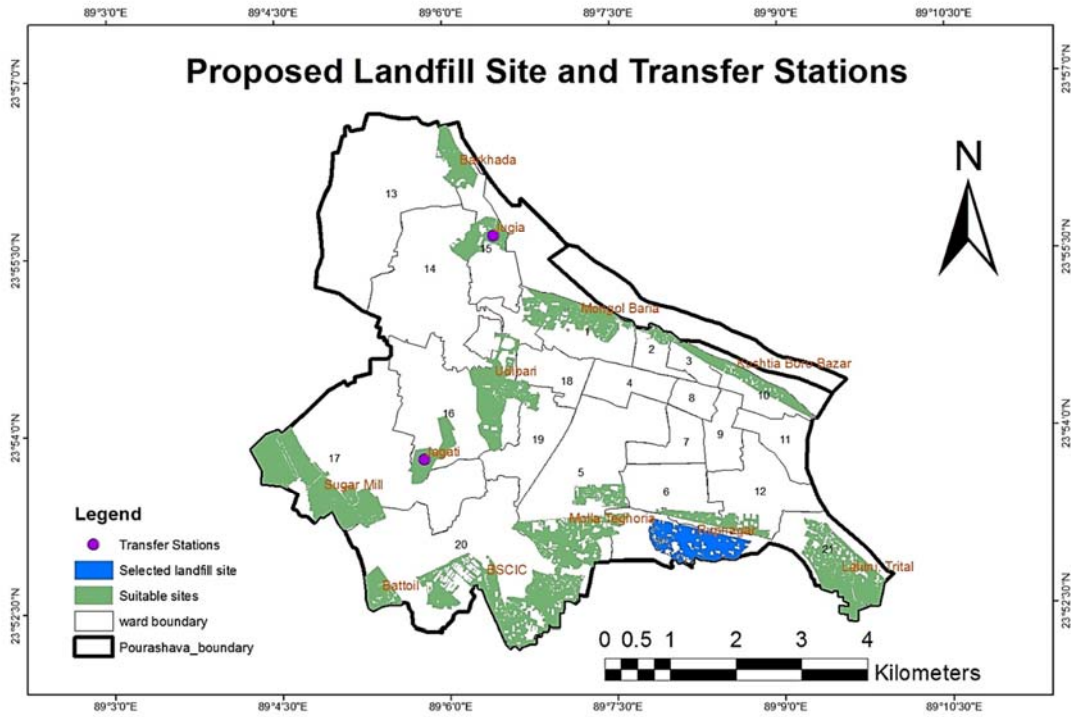 89°3'0"E 89°4'30"E 89°6'0"E 89°7'30"E 89°9'0"E 89°10'30"E
Proposed Landfill Site and Transfer Stations
23°57'0"N
23°57'0"N
N
Barkhada
13
Jugia
15
14
23°55'30"N
23°55'30"N
Mongol Baria
1
2
3
Kushtia Boro Bazar
10
Udipari
18
4
8
16
19
7
9
11
23°54'0"N
23°54'0"N
17
Jogati
5
Sugar Mill
6
12
Molla Teghoria
20
21
BSCIC
Battoil
Legend
Transfer Stations
Selected landfill site
Suitable sites
ward boundary
Pourashava_boundary
23°52'30"N
23°52'30"N
0 0.5 1 2 3 4
Kilometers
89°3'0"E 89°4'30"E 89°6'0"E 89°7'30"E 89°9'0"E 89°10'30"E